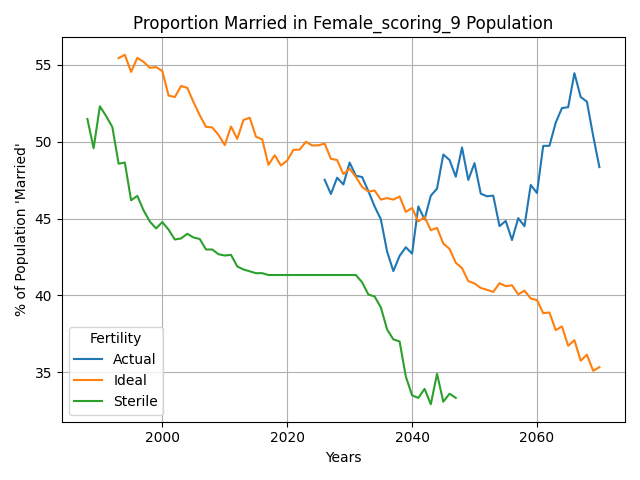 Proportion Married in Female_scoring_9 Population
% of Population 'Married'
55
50
45
40
35
Fertility
Actual
Ideal
Sterile
2000
2020
2040
2060
Years